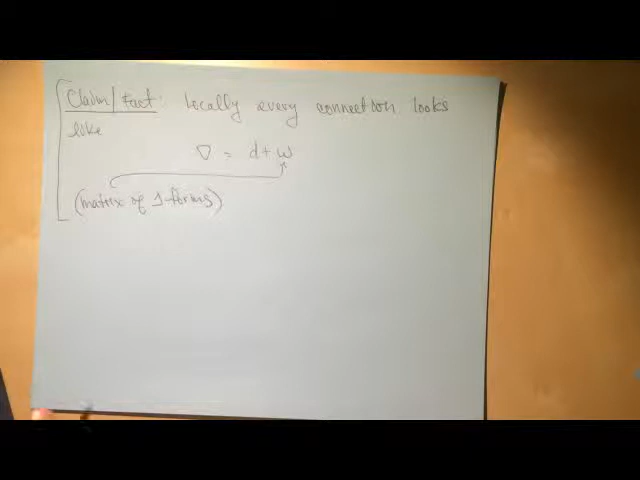 Claim/Fact: Locally every connection looks
like
∇ = d + ω
(matrix of 1-forms)